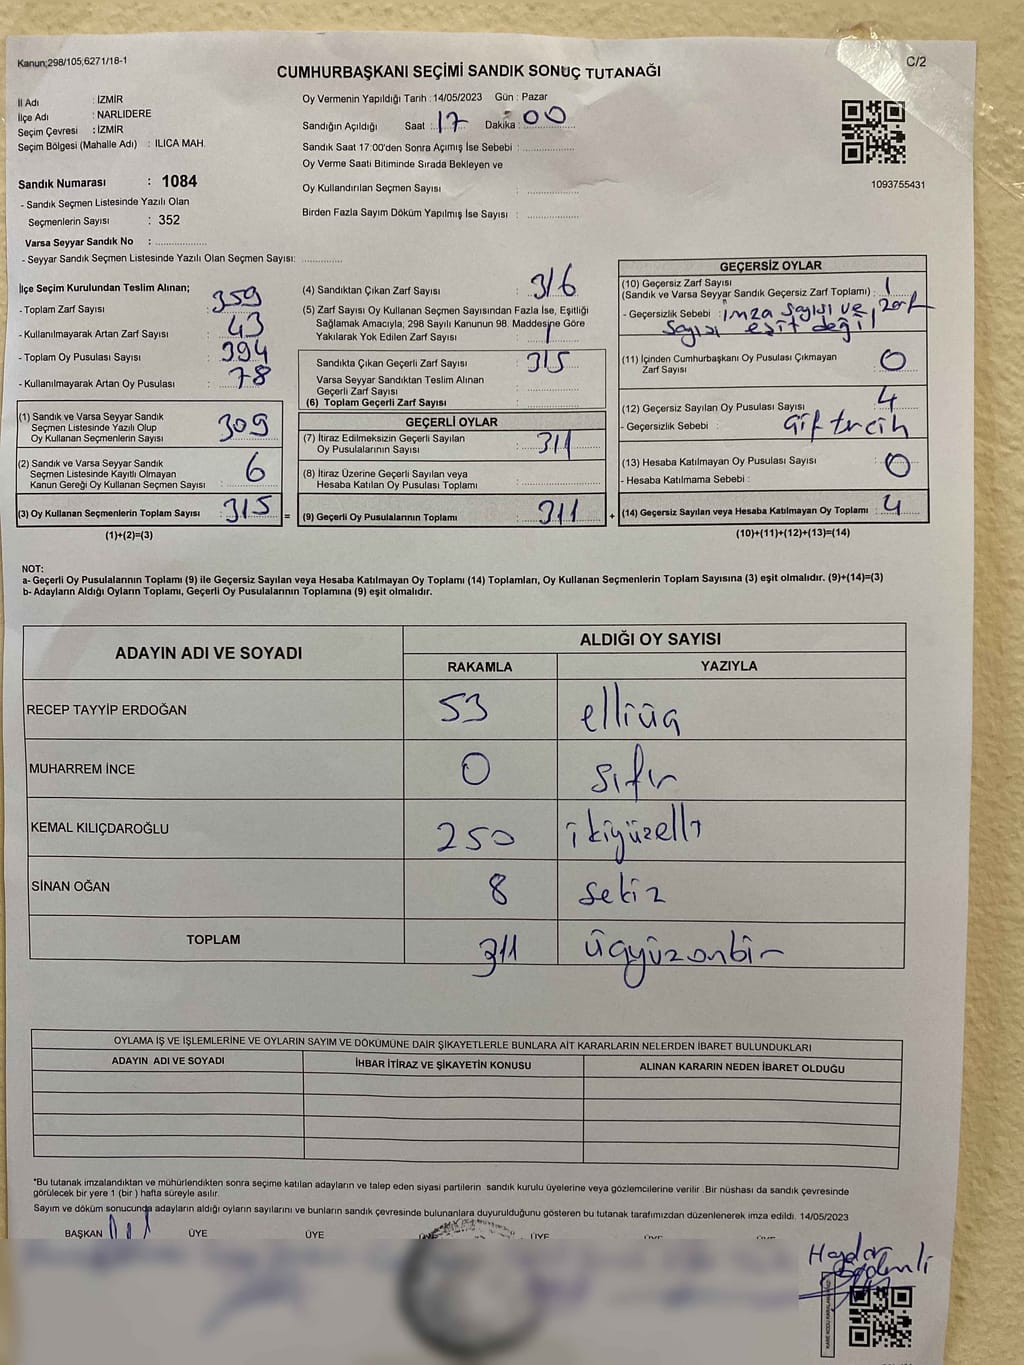 Kanun;298/105,6271/18-1
C/2
CUMHURBAŞKANI SEÇİMİ SANDIK SONUÇ TUTANAĞI
İl Adı : İZMİR
İlçe Adı : NARLIDERE
Seçim Çevresi : İZMİR
Seçim Bölgesi (Mahalle Adı) : ILICA MAH.
Sandık Numarası : 1084
- Sandık Seçmen Listesinde Yazılı Olan
Seçmenlerin Sayısı : 352
Varsa Seyyar Sandık No : ..................
- Seyyar Sandık Seçmen Listesinde Yazılı Olan Seçmen Sayısı: ..............
Oy Vermenin Yapıldığı Tarih : 14/05/2023 Gün : Pazar
Sandığın Açıldığı Saat : 17 Dakika : 00
Sandık Saat 17:00'den Sonra Açımış İse Sebebi : ..................
Oy Verme Saati Bitiminde Sırada Bekleyen ve
Oy Kullandırılan Seçmen Sayısı : ..................
Birden Fazla Sayım Döküm Yapılmış İse Sayısı : ..................
1093755431
İlçe Seçim Kurulundan Teslim Alınan;
- Toplam Zarf Sayısı : 359
- Kullanılmayarak Artan Zarf Sayısı : 43
- Toplam Oy Pusulası Sayısı : 394
- Kullanılmayarak Artan Oy Pusulası : 78
(1) Sandık ve Varsa Seyyar Sandık
Seçmen Listesinde Yazılı Olup
Oy Kullanan Seçmenlerin Sayısı : 309
(2) Sandık ve Varsa Seyyar Sandık
Seçmen Listesinde Kayıtlı Olmayan
Kanun Gereği Oy Kullanan Seçmen Sayısı : 6
(3) Oy Kullanan Seçmenlerin Toplam Sayısı : 315 =
(1)+(2)=(3)
(4) Sandıktan Çıkan Zarf Sayısı : 316
(5) Zarf Sayısı Oy Kullanan Seçmen Sayısından Fazla İse, Eşitliği
Sağlamak Amacıyla; 298 Sayılı Kanunun 98. Maddesine Göre
Yakılarak Yok Edilen Zarf Sayısı : 1
Sandıkta Çıkan Geçerli Zarf Sayısı : 315
Varsa Seyyar Sandıktan Teslim Alınan
Geçerli Zarf Sayısı : ..................
(6) Toplam Geçerli Zarf Sayısı : ..................
GEÇERLİ OYLAR
(7) İtiraz Edilmeksizin Geçerli Sayılan
Oy Pusulalarının Sayısı : 311
(8) İtiraz Üzerine Geçerli Sayılan veya
Hesaba Katılan Oy Pusulası Toplamı : ..................
(9) Geçerli Oy Pusulalarının Toplamı : 311 +
GEÇERSİZ OYLAR
(10) Geçersiz Zarf Sayısı
(Sandık ve Varsa Seyyar Sandık Geçersiz Zarf Toplamı) : 1
- Geçersizlik Sebebi : imza sayısı ve zarf
sayısı eşit değil
(11) İçinden Cumhurbaşkanı Oy Pusulası Çıkmayan
Zarf Sayısı : 0
(12) Geçersiz Sayılan Oy Pusulası Sayısı : 4
- Geçersizlik Sebebi : Çift tercih
(13) Hesaba Katılmayan Oy Pusulası Sayısı : 0
- Hesaba Katılmama Sebebi :
(14) Geçersiz Sayılan veya Hesaba Katılmayan Oy Toplamı : 4
(10)+(11)+(12)+(13)=(14)
NOT:
a- Geçerli Oy Pusulalarının Toplamı (9) ile Geçersiz Sayılan veya Hesaba Katılmayan Oy Toplamı (14) Toplamları, Oy Kullanan Seçmenlerin Toplam Sayısına (3) eşit olmalıdır. (9)+(14)=(3)
b- Adayların Aldığı Oyların Toplamı, Geçerli Oy Pusulalarının Toplamına (9) eşit olmalıdır.
ADAYIN ADI VE SOYADI
ALDIĞI OY SAYISI
RAKAMLA YAZIYLA
RECEP TAYYİP ERDOĞAN 53 elliüç
MUHARREM İNCE 0 sıfır
KEMAL KILIÇDAROĞLU 250 ikiyüzelli
SİNAN OĞAN 8 sekiz
TOPLAM 311 üçyüzonbir
OYLAMA İŞ VE İŞLEMLERİNE VE OYLARIN SAYIM VE DÖKÜMÜNE DAİR ŞİKAYETLERLE BUNLARA AİT KARARLARIN NELERDEN İBARET BULUNDUKLARI
ADAYIN ADI VE SOYADI İHBAR İTİRAZ VE ŞİKAYETİN KONUSU ALINAN KARARIN NEDEN İBARET OLDUĞU
*Bu tutanak imzalandıktan ve mühürlendikten sonra seçime katılan adayların ve talep eden siyasi partilerin sandık kurulu üyelerine veya gözlemcilerine verilir .Bir nüshası da sandık çevresinde
görülecek bir yere 1 (bir ) hafta süreyle asılır.
Sayım ve döküm sonucunda adayların aldığı oyların sayılarını ve bunların sandık çevresinde bulunanlara duyurulduğunu gösteren bu tutanak tarafımızdan düzenlenerek imza edildi. 14/05/2023
BAŞKAN ÜYE ÜYE
Haydar